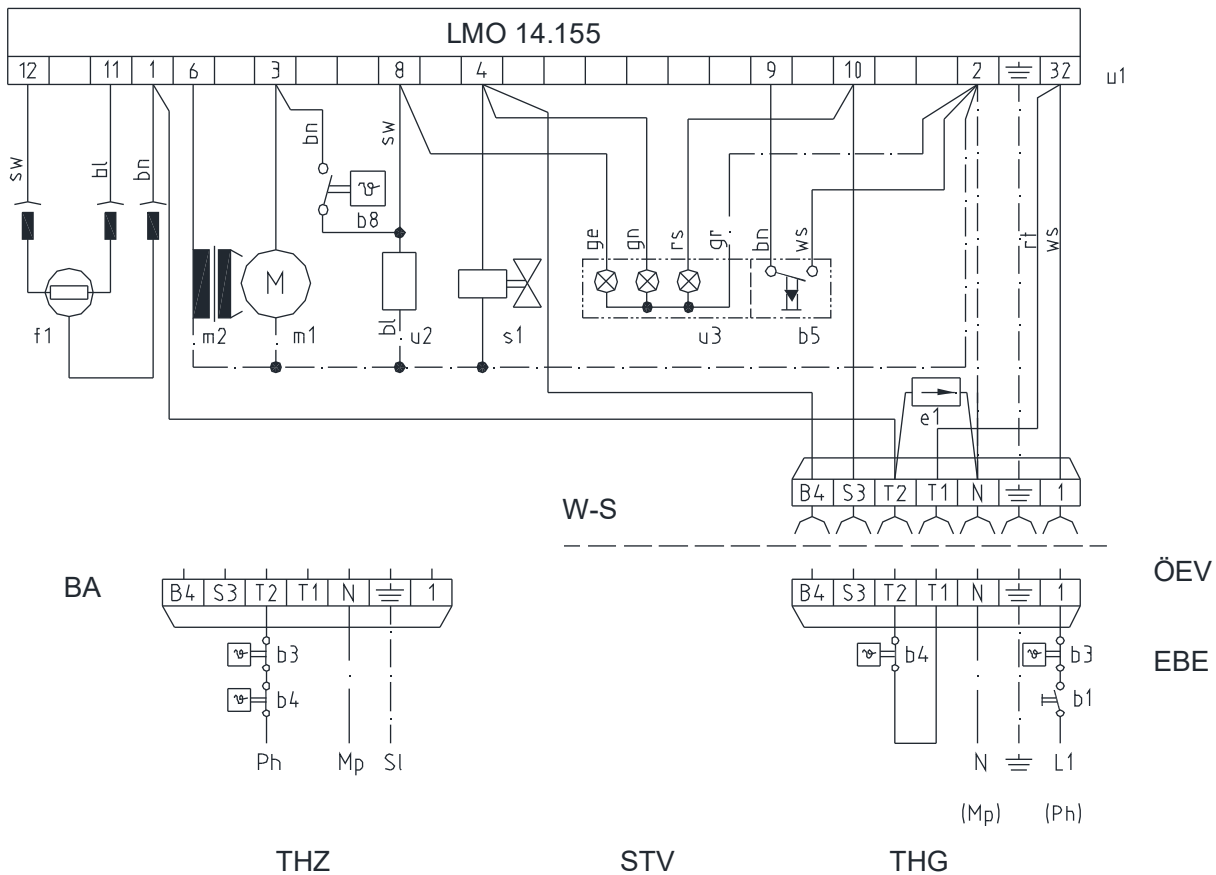 LMO 14.155
12 11 1 6 3 8 4 9 10 2 32 u1
sw bl bn bn sw ge gn rs gr bn ws rt ws
ϑ
b8
M
f1 m2 m1 bl u2 s1 u3 b5
e1
B4 S3 T2 T1 N 1
W-S
ÖEV
BA B4 S3 T2 T1 N 1 B4 S3 T2 T1 N 1
ϑ b3 ϑ b4 ϑ b3 EBE
ϑ b4 b1
Ph Mp Sl N L1
(Mp) (Ph)
THZ STV THG